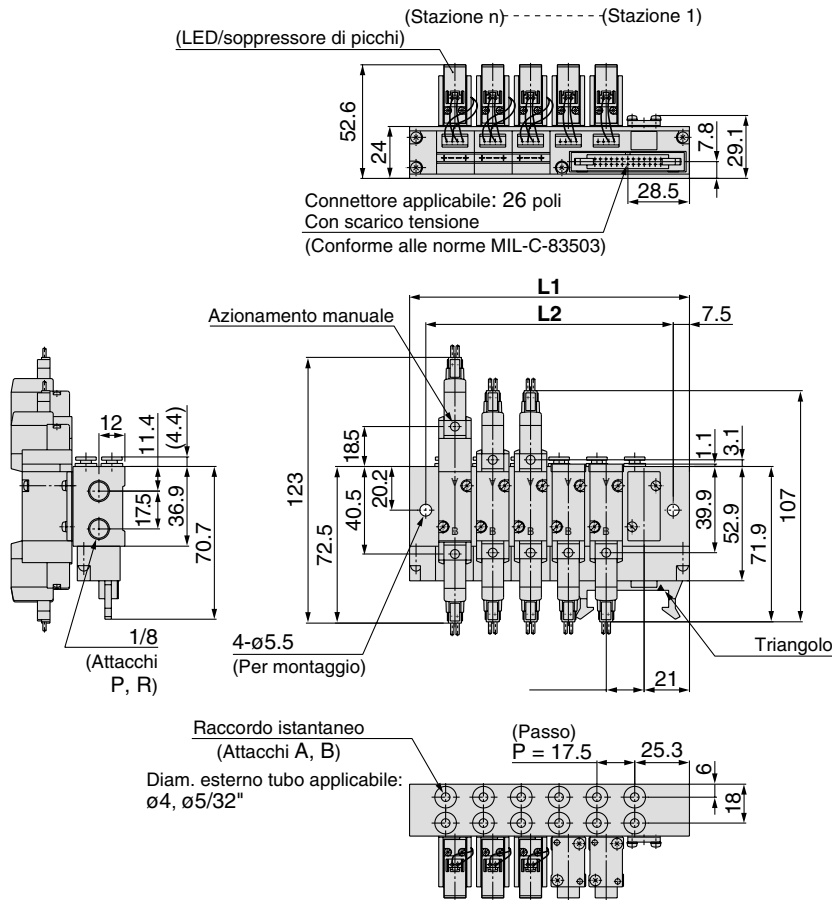 (Stazione n) (Stazione 1)
(LED/soppressore di picchi)
52.6
24
7.8
29.1
28.5
Connettore applicabile: 26 poli
Con scarico tensione
(Conforme alle norme MIL-C-83503)
L1
L2
7.5
Azionamento manuale
12
11.4
(4.4)
17.5
36.9
70.7
1/8
(Attacchi
P, R)
123
72.5
18.5
40.5
20.2
1.1
3.1
39.9
52.9
71.9
107
V
V
V
V
B
B
B
B
B
4-ø5.5
(Per montaggio)
Triangolo
21
Raccordo istantaneo
(Attacchi A, B)
Diam. esterno tubo applicabile:
ø4, ø5/32"
(Passo)
P = 17.5
25.3
6
18